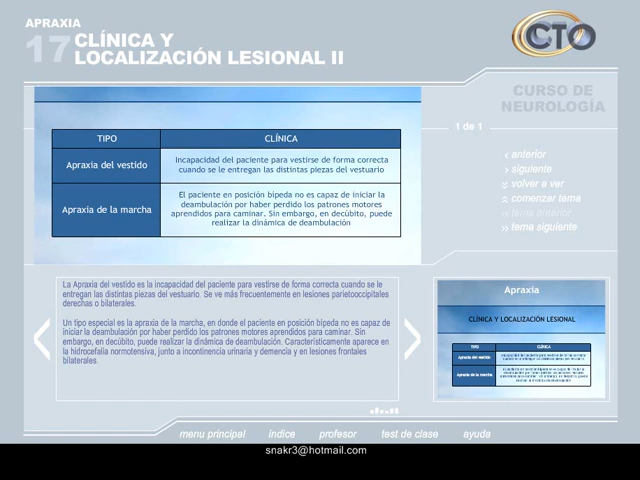 APRAXIA
17 CLÍNICA Y
LOCALIZACIÓN LESIONAL II
CTO
CURSO DE
NEUROLOGÍA
1 de 1
TIPO CLÍNICA
Apraxia del vestido
Incapacidad del paciente para vestirse de forma correcta
cuando se le entregan las distintas piezas del vestuario
Apraxia de la marcha
El paciente en posición bípeda no es capaz de iniciar la
deambulación por haber perdido los patrones motores
aprendidos para caminar. Sin embargo, en decúbito, puede
realizar la dinámica de deambulación
anterior
siguiente
volver a ver
comenzar tema
tema anterior
tema siguiente
La Apraxia del vestido es la incapacidad del paciente para vestirse de forma correcta cuando se le
entregan las distintas piezas del vestuario. Se ve más frecuentemente en lesiones parietooccipitales
derechas o bilaterales.
Un tipo especial es la apraxia de la marcha, en donde el paciente en posición bípeda no es capaz de
iniciar la deambulación por haber perdido los patrones motores aprendidos para caminar. Sin
embargo, en decúbito, puede realizar la dinámica de deambulación. Característicamente aparece en
la hidrocefalia normotensiva, junto a incontinencia urinaria y demencia y en lesiones frontales
bilaterales.
Apraxia
CLÍNICA Y LOCALIZACIÓN LESIONAL
TIPO CLÍNICA
Apraxia del vestido
Apraxia de la marcha
menu principal indice profesor test de clase ayuda
snakr3@hotmail.com